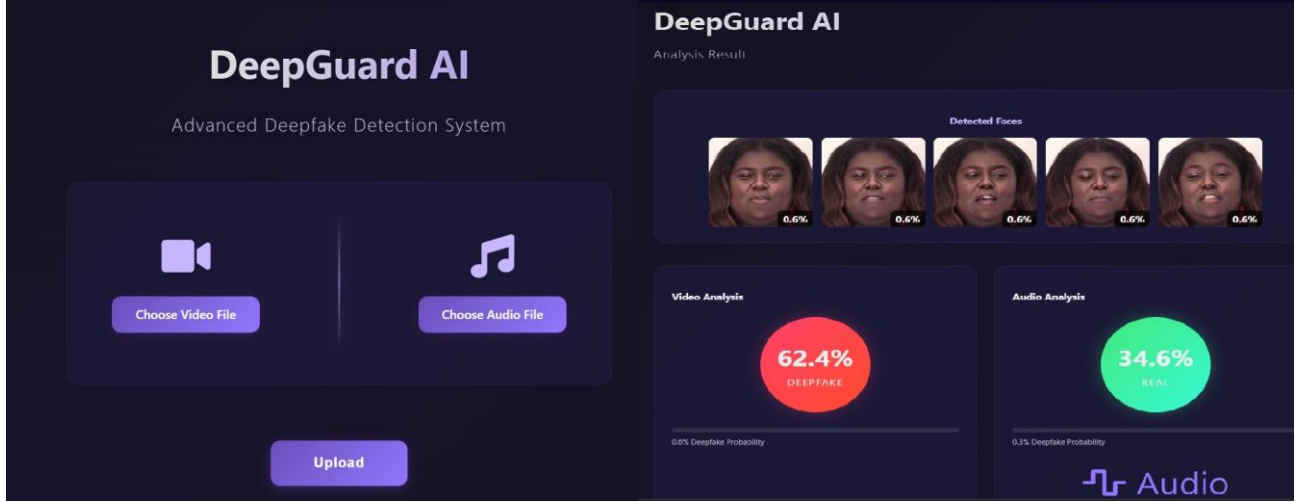 DeepGuard AI
Advanced Deepfake Detection System
Choose Video File
Choose Audio File
Upload
DeepGuard AI
Analysis Result
Detected Faces
0.6% 0.6% 0.6% 0.6% 0.6%
Video Analysis
62.4%
DEEPFAKE
0.6% Deepfake Probability
Audio Analysis
34.6%
REAL
0.3% Deepfake Probability
Audio